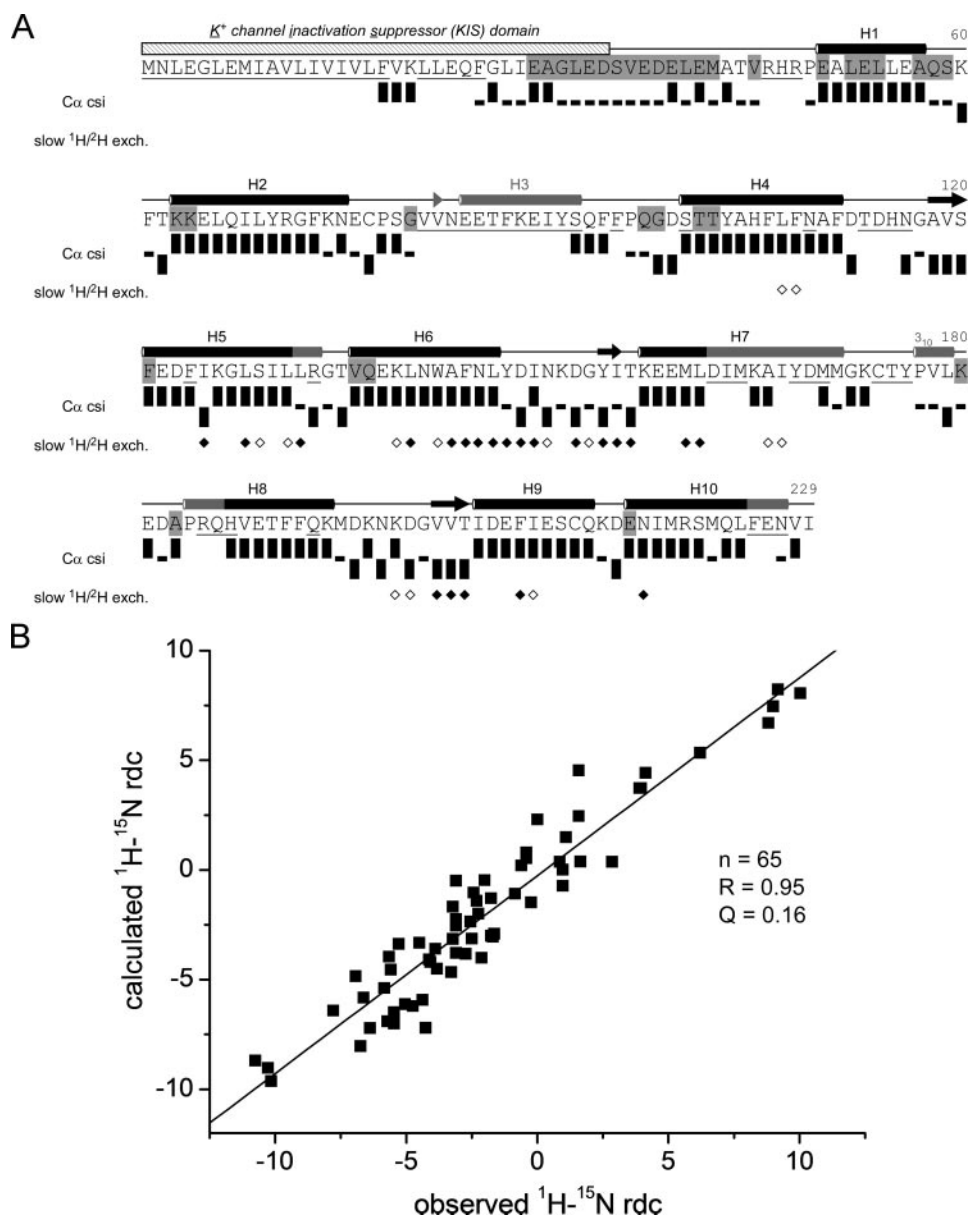 A
K⁺ channel inactivation suppressor (KIS) domain
H1 60
MNLEGLEMIAVLIVIVLFVKLLEQFGLIEAGLEDSVEDELEMATVRHRPEALELLEAQSK
Cα csi
slow ¹H/²H exch.
H2 H3 H4 120
FTKKELQILYRGFKNECPSGVVNEETFKEIYSQFFPQGDSTTYAHFLFNAFDTDHNGAVS
Cα csi
slow ¹H/²H exch.
H5 H6 H7 3₁₀ 180
FEDFIKGLSILLRGTVQEKLNWAFNLYDINKDGYITKEEMLDIMKAIYDMMGKCTYPVLK
Cα csi
slow ¹H/²H exch.
H8 H9 H10 229
EDAPRQHVETFFQKMDKNKDGVVTIDEFIESCQKDENIMRSMQLFENVI
Cα csi
slow ¹H/²H exch.
B
calculated ¹H-¹⁵N rdc
10
5
0
-5
-10
n = 65
R = 0.95
Q = 0.16
-10 -5 0 5 10
observed ¹H-¹⁵N rdc